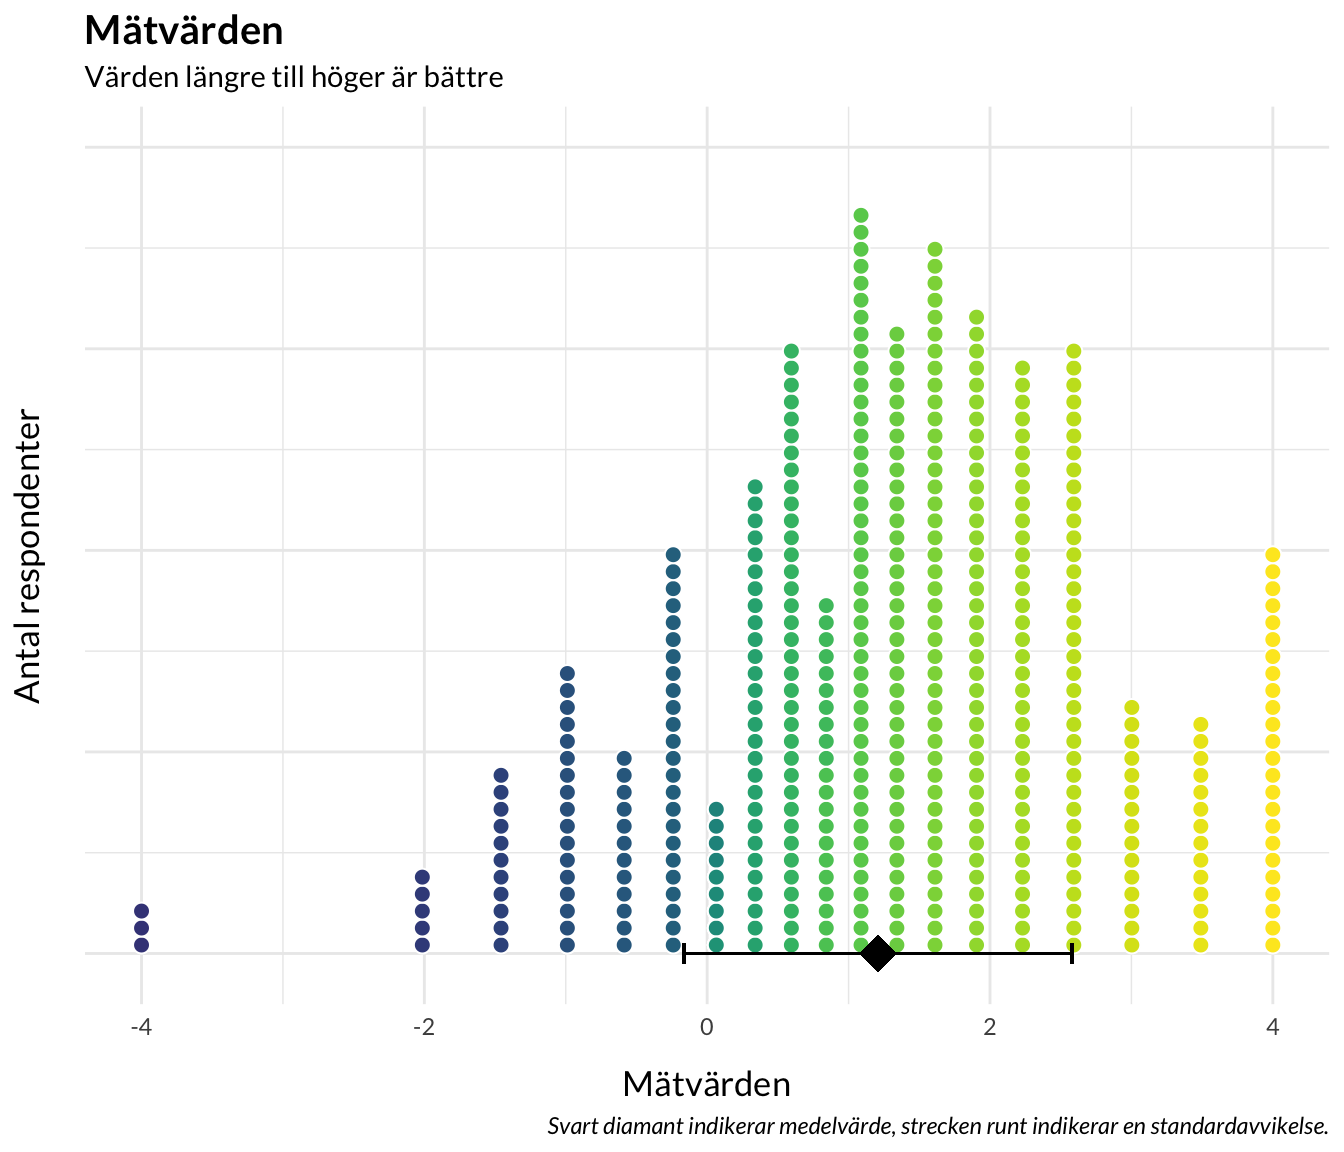 Mätvärden
Värden längre till höger är bättre
Antal respondenter
-4 -2 0 2 4
Mätvärden
Svart diamant indikerar medelvärde, strecken runt indikerar en standardavvikelse.